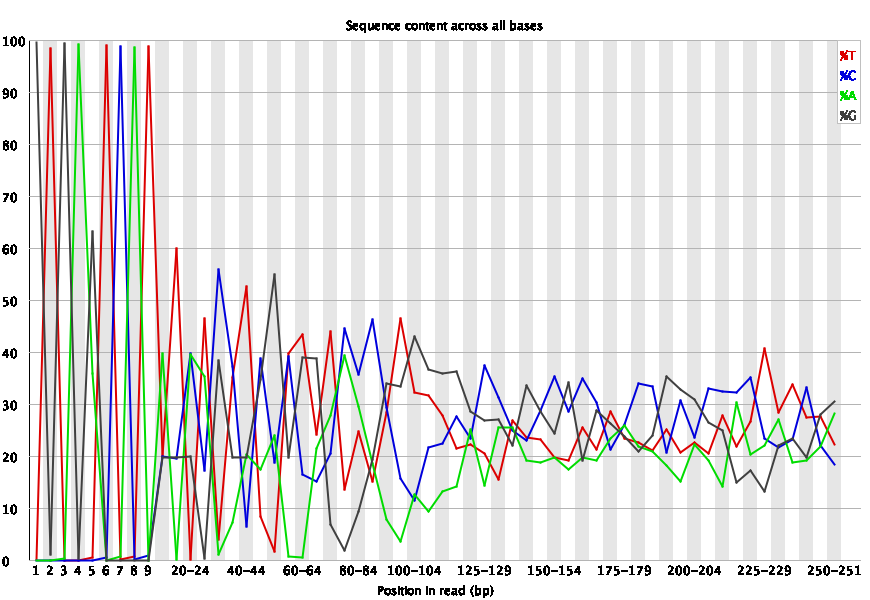 Sequence content across all bases
100
90
80
70
60
50
40
30
20
10
0
%T
%C
%A
%G
1 2 3 4 5 6 7 8 9 20-24 40-44 60-64 80-84 100-104 125-129 150-154 175-179 200-204 225-229 250-251
Position in read (bp)